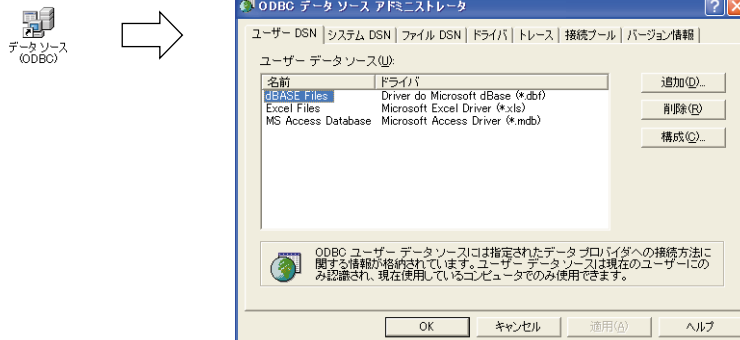 データ ソース
(ODBC)
ODBC データ ソース アドミニストレータ
ユーザー DSN システム DSN ファイル DSN ドライバ トレース 接続プール バージョン情報
ユーザー データ ソース(U):
名前 ドライバ
dBASE Files Driver do Microsoft dBase (*.dbf)
Excel Files Microsoft Excel Driver (*.xls)
MS Access Database Microsoft Access Driver (*.mdb)
追加(D)...
削除(R)
構成(C)...
ODBC ユーザー データ ソースには指定されたデータ プロバイダへの接続方法に
関する情報が格納されています。ユーザー データ ソースは現在のユーザーにの
み認識され、現在使用しているコンピュータでのみ使用できます。
OK キャンセル 適用(A) ヘルプ